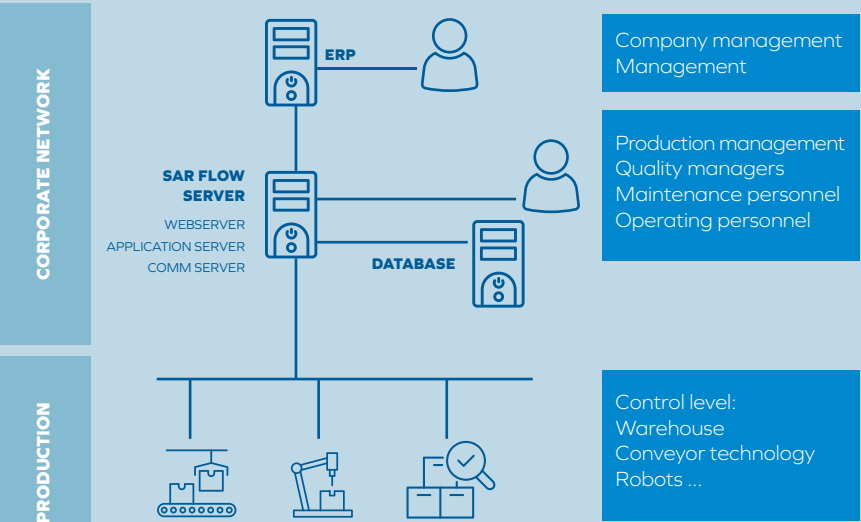 CORPORATE NETWORK
ERP
Company management
Management
SAR FLOW
SERVER
WEBSERVER
APPLICATION SERVER
COMM SERVER
DATABASE
Production management
Quality managers
Maintenance personnel
Operating personnel
PRODUCTION
Control level:
Warehouse
Conveyor technology
Robots ...